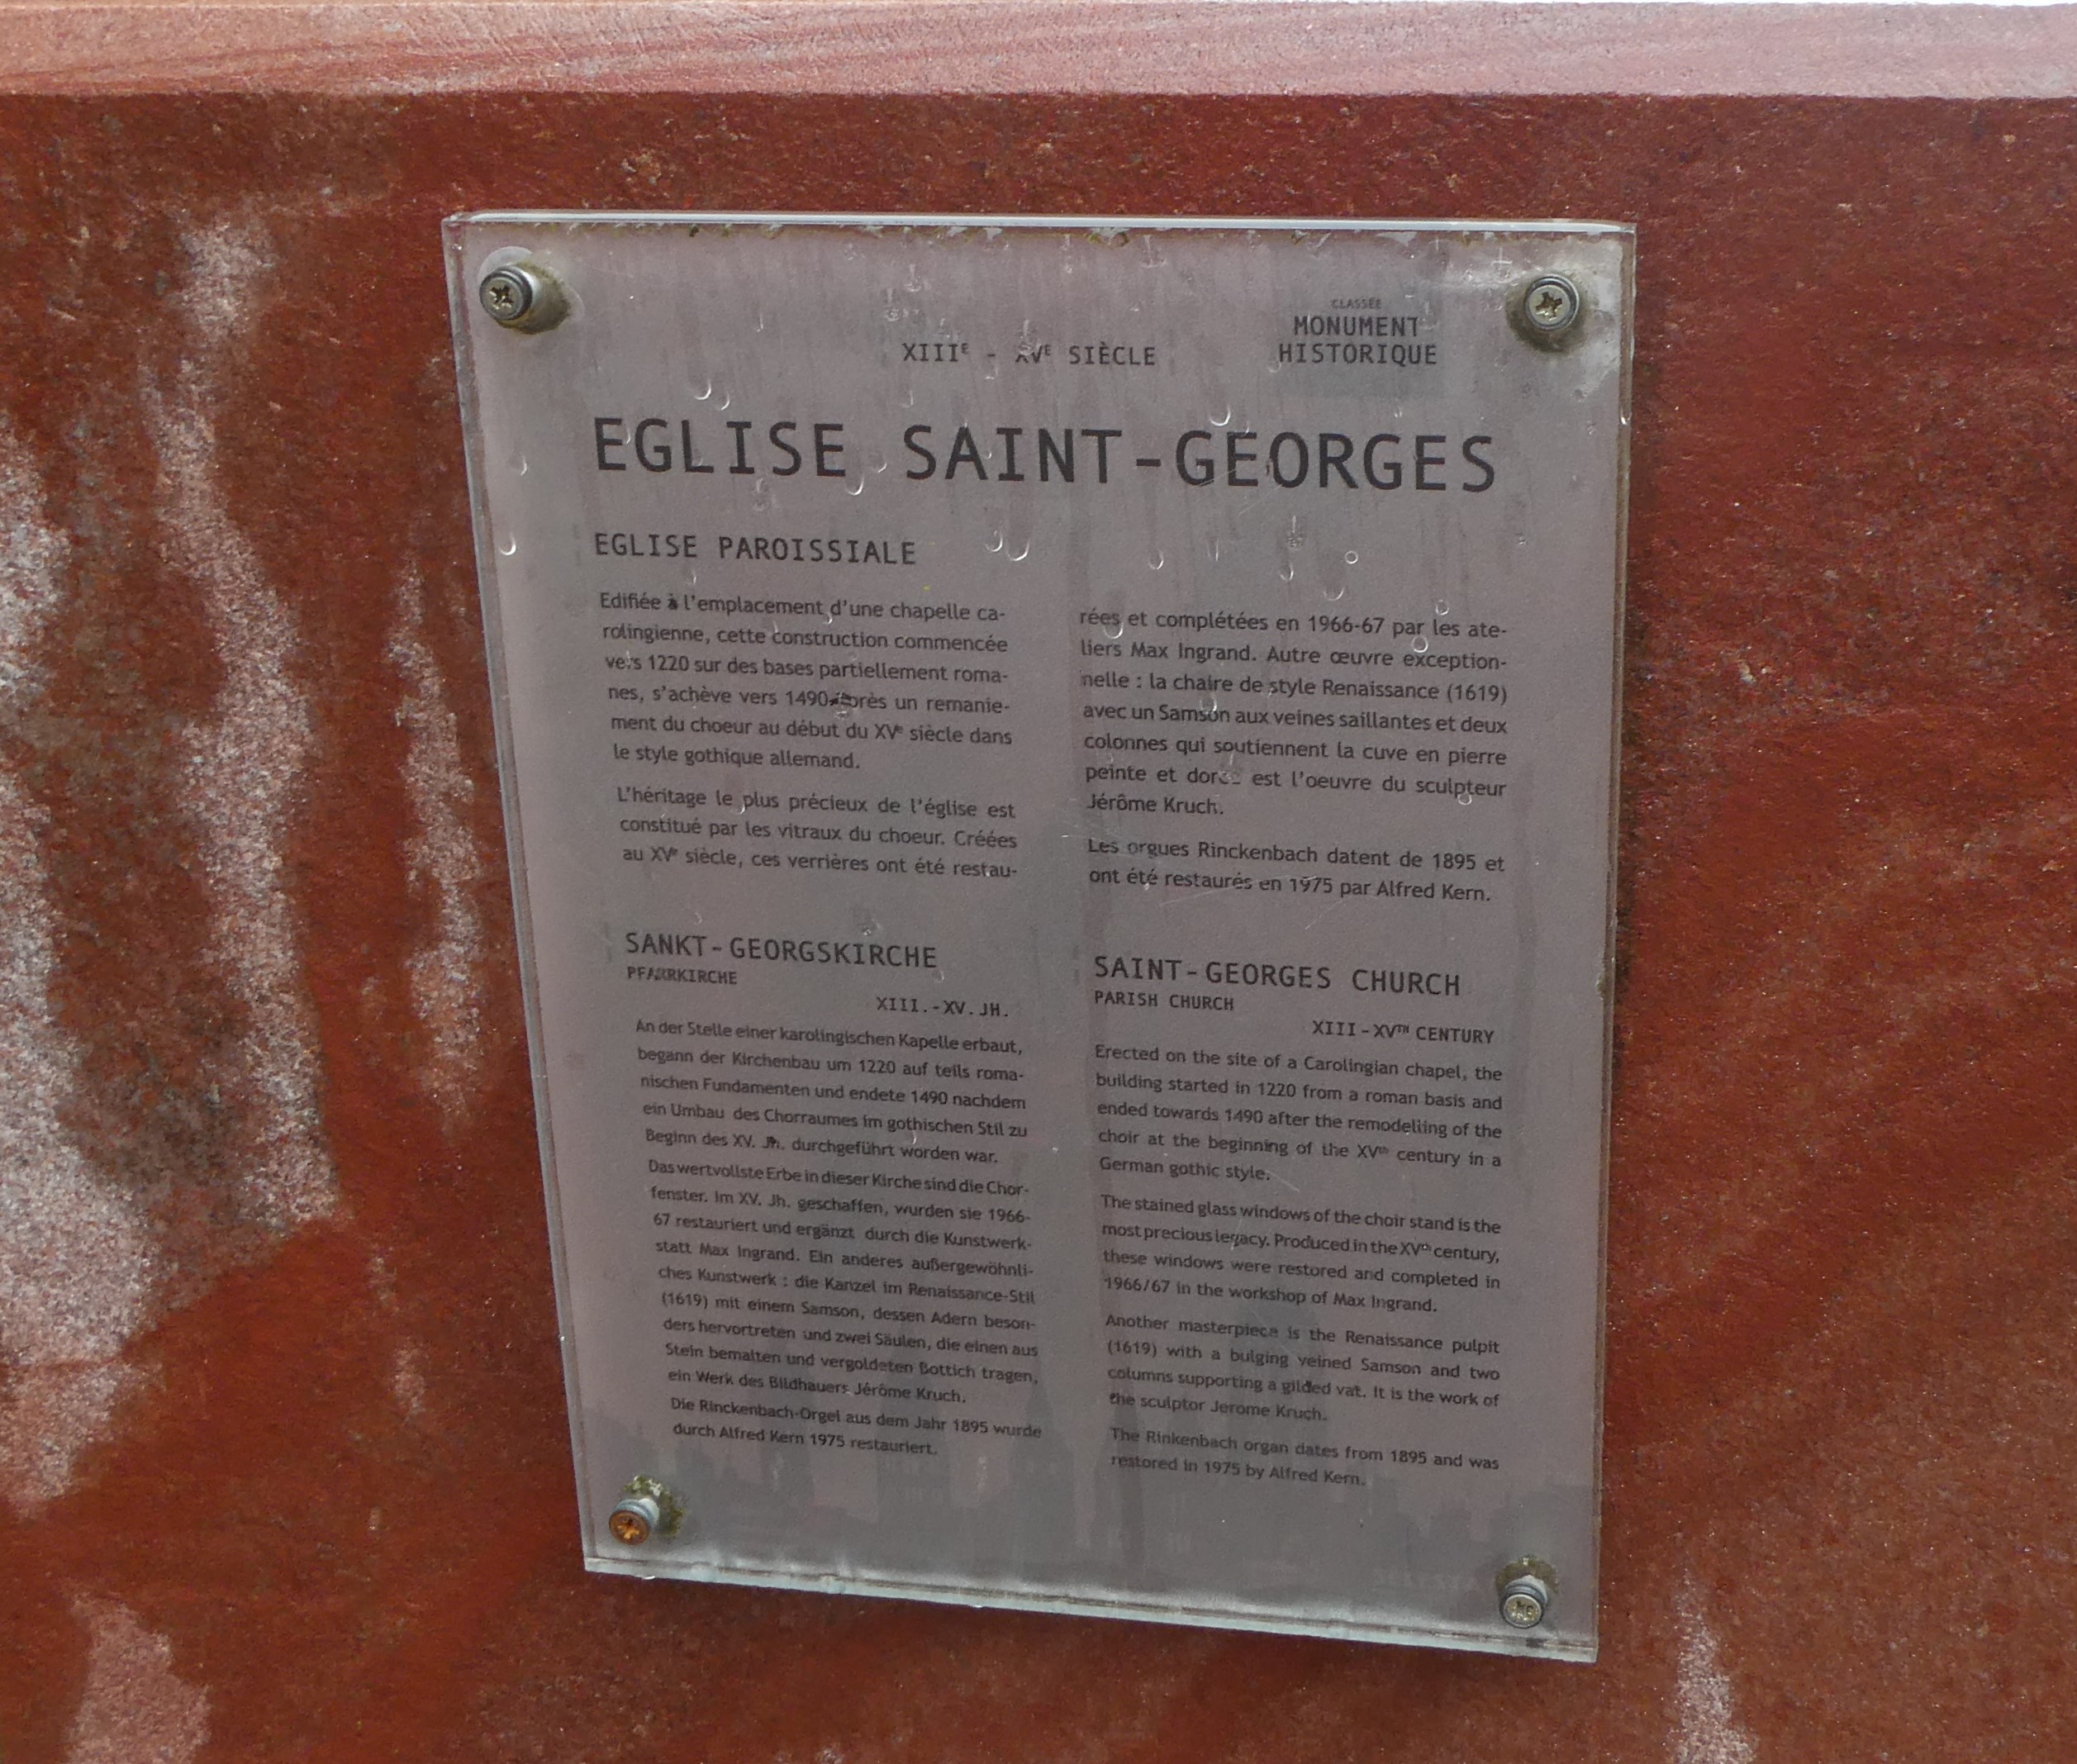 CLASSÉE
MONUMENT
HISTORIQUE
XIIIE - XVE SIÈCLE
EGLISE SAINT-GEORGES
EGLISE PAROISSIALE
Edifiée à l'emplacement d'une chapelle ca-
rolingienne, cette construction commencée
vers 1220 sur des bases partiellement roma-
nes, s'achève vers 1490 après un remanie-
ment du choeur au début du XVe siècle dans
le style gothique allemand.
L'héritage le plus précieux de l'église est
constitué par les vitraux du choeur. Créées
au XVe siècle, ces verrières ont été restau-
rées et complétées en 1966-67 par les ate-
liers Max Ingrand. Autre œuvre exception-
nelle : la chaire de style Renaissance (1619)
avec un Samson aux veines saillantes et deux
colonnes qui soutiennent la cuve en pierre
peinte et dorée est l'oeuvre du sculpteur
Jérôme Kruch.
Les orgues Rinckenbach datent de 1895 et
ont été restaurés en 1975 par Alfred Kern.
SANKT-GEORGSKIRCHE
PFARRKIRCHE
XIII.-XV.JH.
An der Stelle einer karolingischen Kapelle erbaut,
begann der Kirchenbau um 1220 auf teils roma-
nischen Fundamenten und endete 1490 nachdem
ein Umbau des Chorraumes im gothischen Stil zu
Beginn des XV. Jh. durchgeführt worden war.
Das wertvollste Erbe in dieser Kirche sind die Chor-
fenster. Im XV. Jh. geschaffen, wurden sie 1966-
67 restauriert und ergänzt durch die Kunstwerk-
statt Max Ingrand. Ein anderes außergewöhnli-
ches Kunstwerk : die Kanzel im Renaissance-Stil
(1619) mit einem Samson, dessen Adern beson-
ders hervortreten und zwei Säulen, die einen aus
Stein bemalten und vergoldeten Bottich tragen,
ein Werk des Bildhauers Jérôme Kruch.
Die Rinckenbach-Orgel aus dem Jahr 1895 wurde
durch Alfred Kern 1975 restauriert.
SAINT-GEORGES CHURCH
PARISH CHURCH
XIII-XVTH CENTURY
Erected on the site of a Carolingian chapel, the
building started in 1220 from a roman basis and
ended towards 1490 after the remodelling of the
choir at the beginning of the XVth century in a
German gothic style.
The stained glass windows of the choir stand is the
most precious legacy. Produced in the XVth century,
these windows were restored and completed in
1966/67 in the workshop of Max Ingrand.
Another masterpiece is the Renaissance pulpit
(1619) with a bulging veined Samson and two
columns supporting a gilded vat. It is the work of
the sculptor Jerome Kruch.
The Rinkenbach organ dates from 1895 and was
restored in 1975 by Alfred Kern.